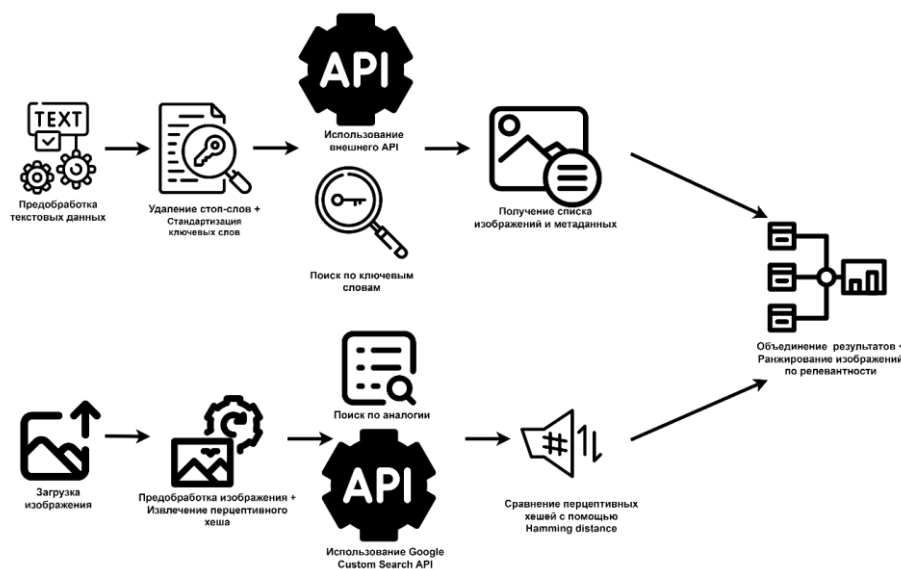 API
TEXT
Использование
внешнего API
Предобработка
текстовых данных
Удаление стоп-слов +
Стандартизация
ключевых слов
Поиск по ключевым
словам
Получение списка
изображений и метаданных
Объединение результатов +
Ранжирование изображений
по релевантности
Загрузка
изображения
Предобработка изображения +
Извлечение перцептивного
хеша
Поиск по аналогии
API
Использование Google
Custom Search API
#
Сравнение перцептивных
хешей с помощью
Hamming distance